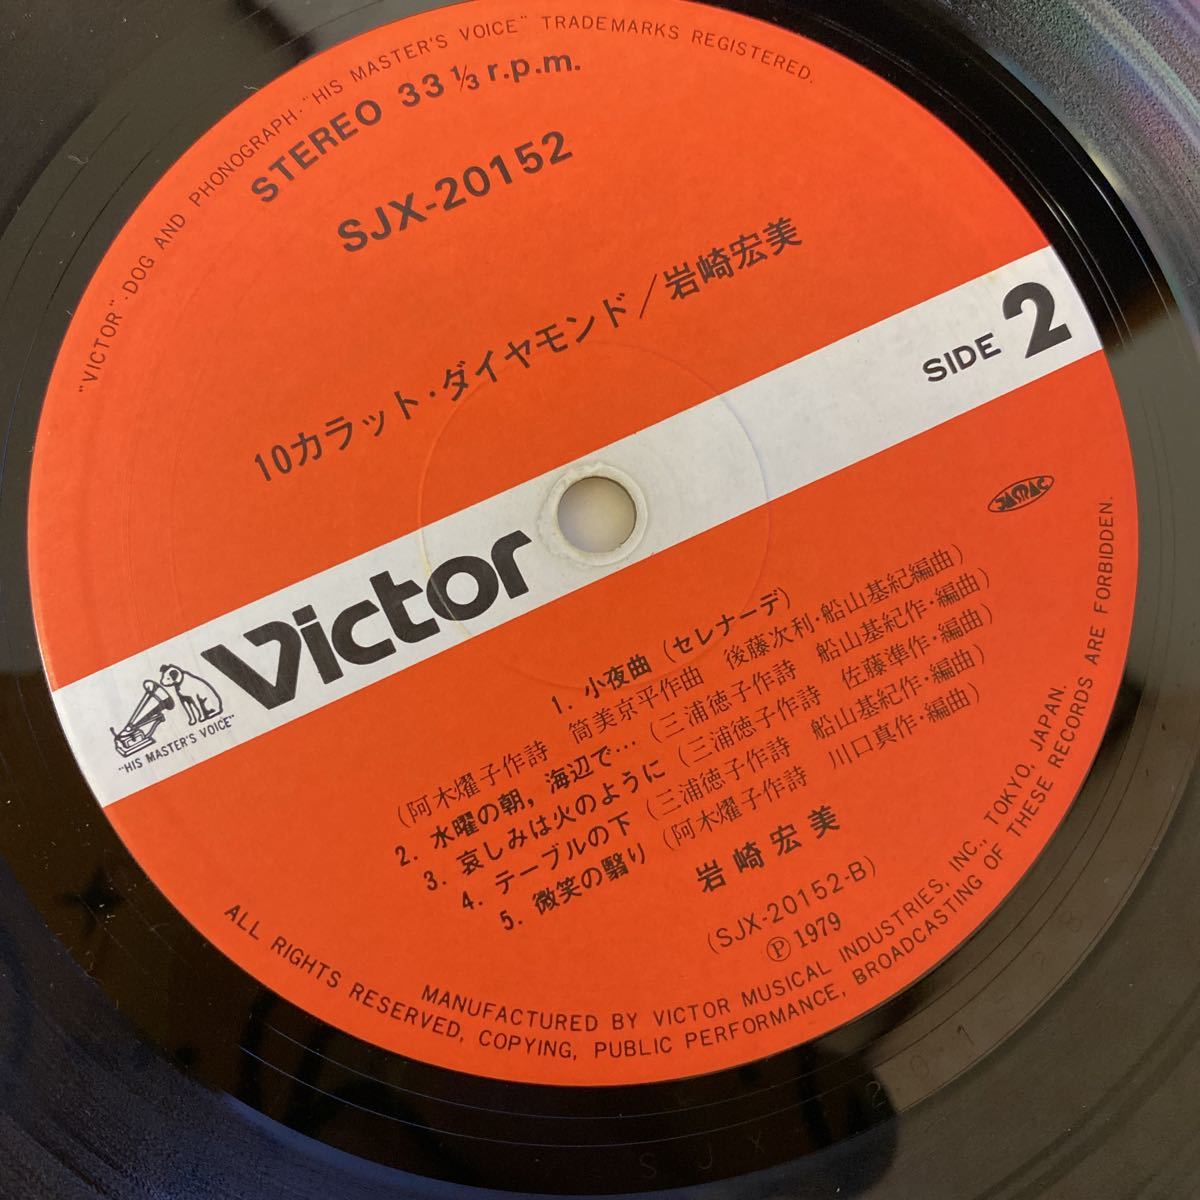 "VICTOR"·DOG AND PHONOGRAPH·"HIS MASTER'S VOICE" TRADEMARKS REGISTERED.
STEREO 33 ⅓ r.p.m.
SJX-20152
10カラット・ダイヤモンド/岩崎宏美
SIDE 2
Victor
"HIS MASTER'S VOICE"
JASRAC
1. 小夜曲 (セレナーデ)
(阿木燿子作詩 筒美京平作曲 後藤次利・船山基紀編曲)
2. 水曜の朝, 海辺で… (三浦徳子作詩 船山基紀作・編曲)
3. 哀しみは火のように (三浦徳子作詩 佐藤準作・編曲)
4. テーブルの下 (三浦徳子作詩 船山基紀作・編曲)
5. 微笑の翳り (阿木燿子作詩 川口真作・編曲)
岩崎宏美
(SJX-20152-B)
Ⓟ 1979
MANUFACTURED BY VICTOR MUSICAL INDUSTRIES, INC., TOKYO, JAPAN.
ALL RIGHTS RESERVED, COPYING, PUBLIC PERFORMANCE, BROADCASTING OF THESE RECORDS ARE FORBIDDEN.